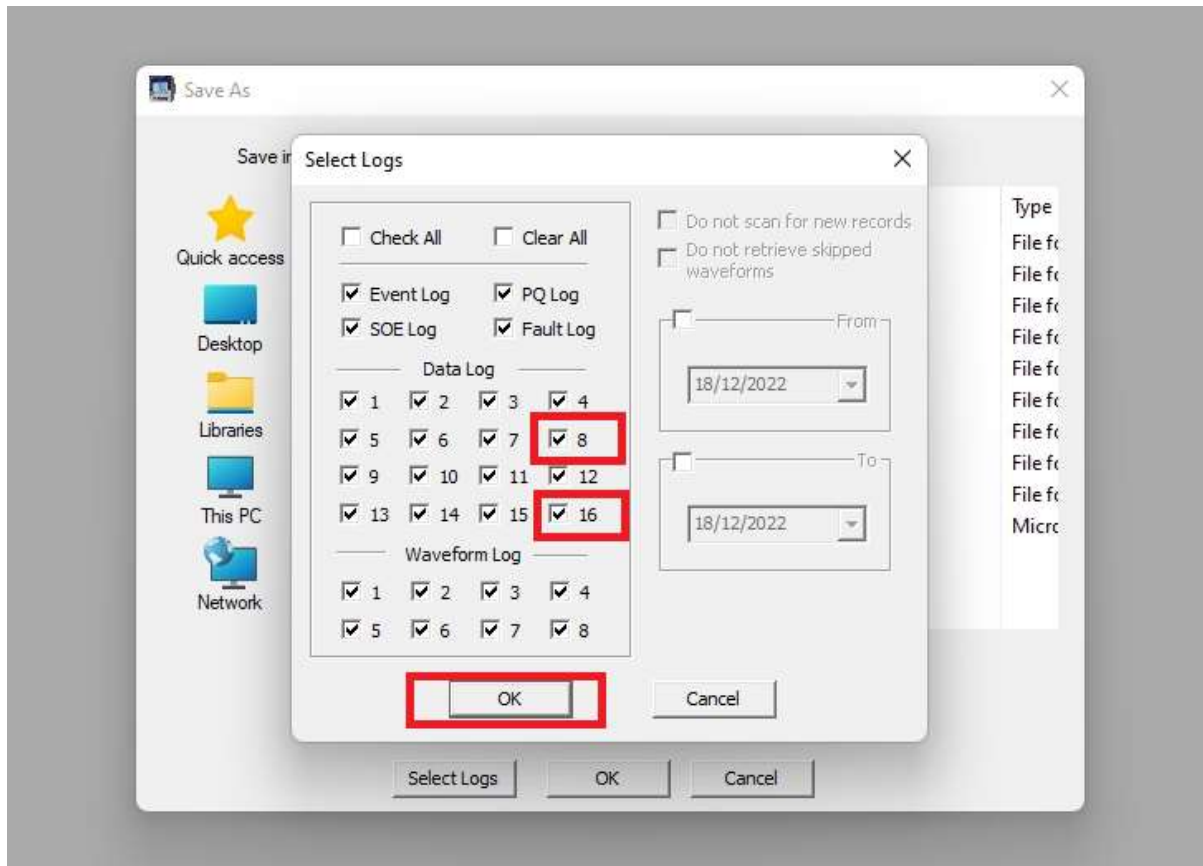 Save As
Save in
Select Logs
Check All Clear All
Event Log PQ Log
SOE Log Fault Log
Data Log
1 2 3 4
5 6 7 8
9 10 11 12
13 14 15 16
Waveform Log
1 2 3 4
5 6 7 8
Do not scan for new records
Do not retrieve skipped
waveforms
From
18/12/2022
To
18/12/2022
OK Cancel
Quick access
Desktop
Libraries
This PC
Network
Type
File fo
File fo
File fo
File fo
File fo
File fo
File fo
File fo
File fo
Micro
Select Logs OK Cancel